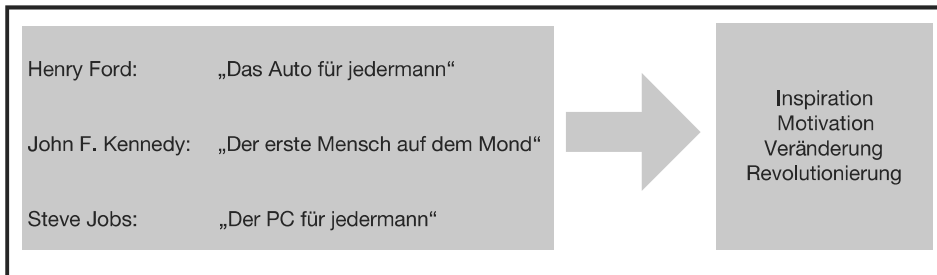 Henry Ford: „Das Auto für jedermann“
John F. Kennedy: „Der erste Mensch auf dem Mond“
Steve Jobs: „Der PC für jedermann“
Inspiration
Motivation
Veränderung
Revolutionierung